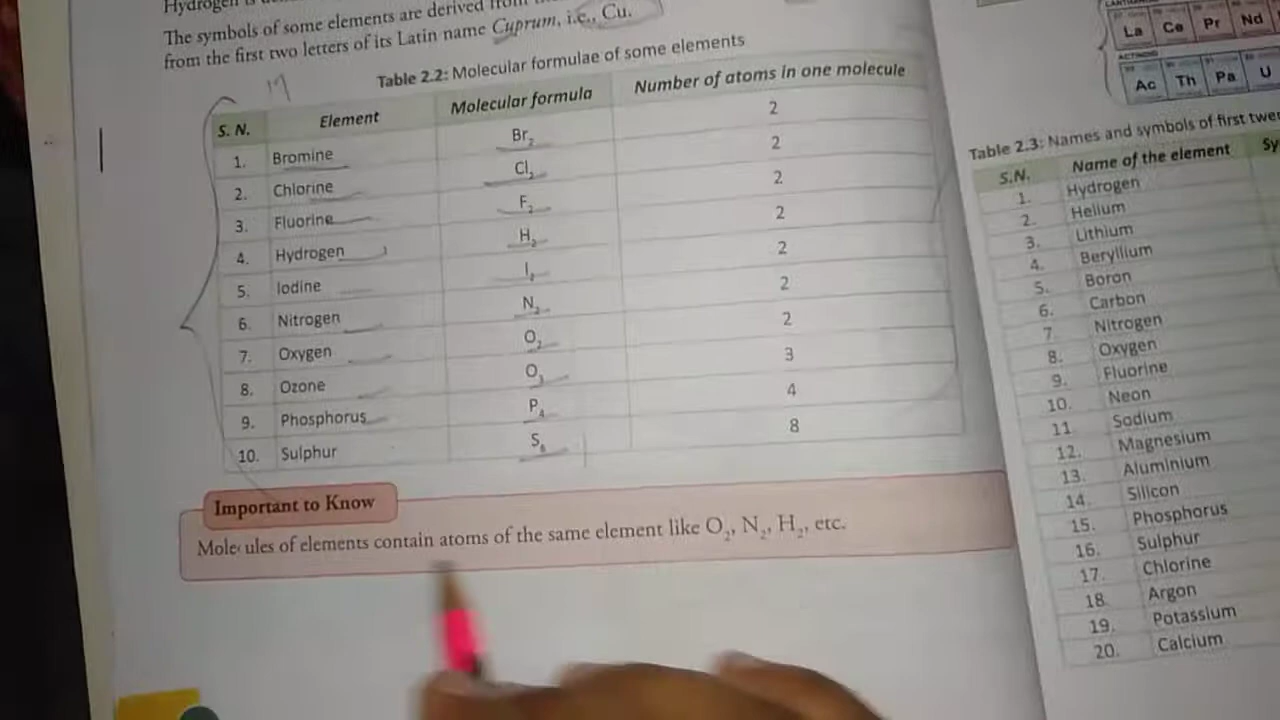 Hydrogen is
The symbols of some elements are derived from the
from the first two letters of its Latin name Cuprum, i.e., Cu.
Table 2.2: Molecular formulae of some elements
S. N. Element Molecular formula Number of atoms in one molecule
1. Bromine Br₂ 2
2. Chlorine Cl₂ 2
3. Fluorine F₂ 2
4. Hydrogen H₂ 2
5. Iodine I₂ 2
6. Nitrogen N₂ 2
7. Oxygen O₂ 2
8. Ozone O₃ 3
9. Phosphorus P₄ 4
10. Sulphur S₈ 8
Important to Know
Molecules of elements contain atoms of the same element like O₂, N₂, H₂, etc.
La Ce Pr Nd
Ac Th Pa U
Table 2.3: Names and symbols of first twe
S.N. Name of the element Sy
1. Hydrogen
2. Helium
3. Lithium
4. Beryllium
5. Boron
6. Carbon
7. Nitrogen
8. Oxygen
9. Fluorine
10. Neon
11. Sodium
12. Magnesium
13. Aluminium
14. Silicon
15. Phosphorus
16. Sulphur
17. Chlorine
18. Argon
19. Potassium
20. Calcium